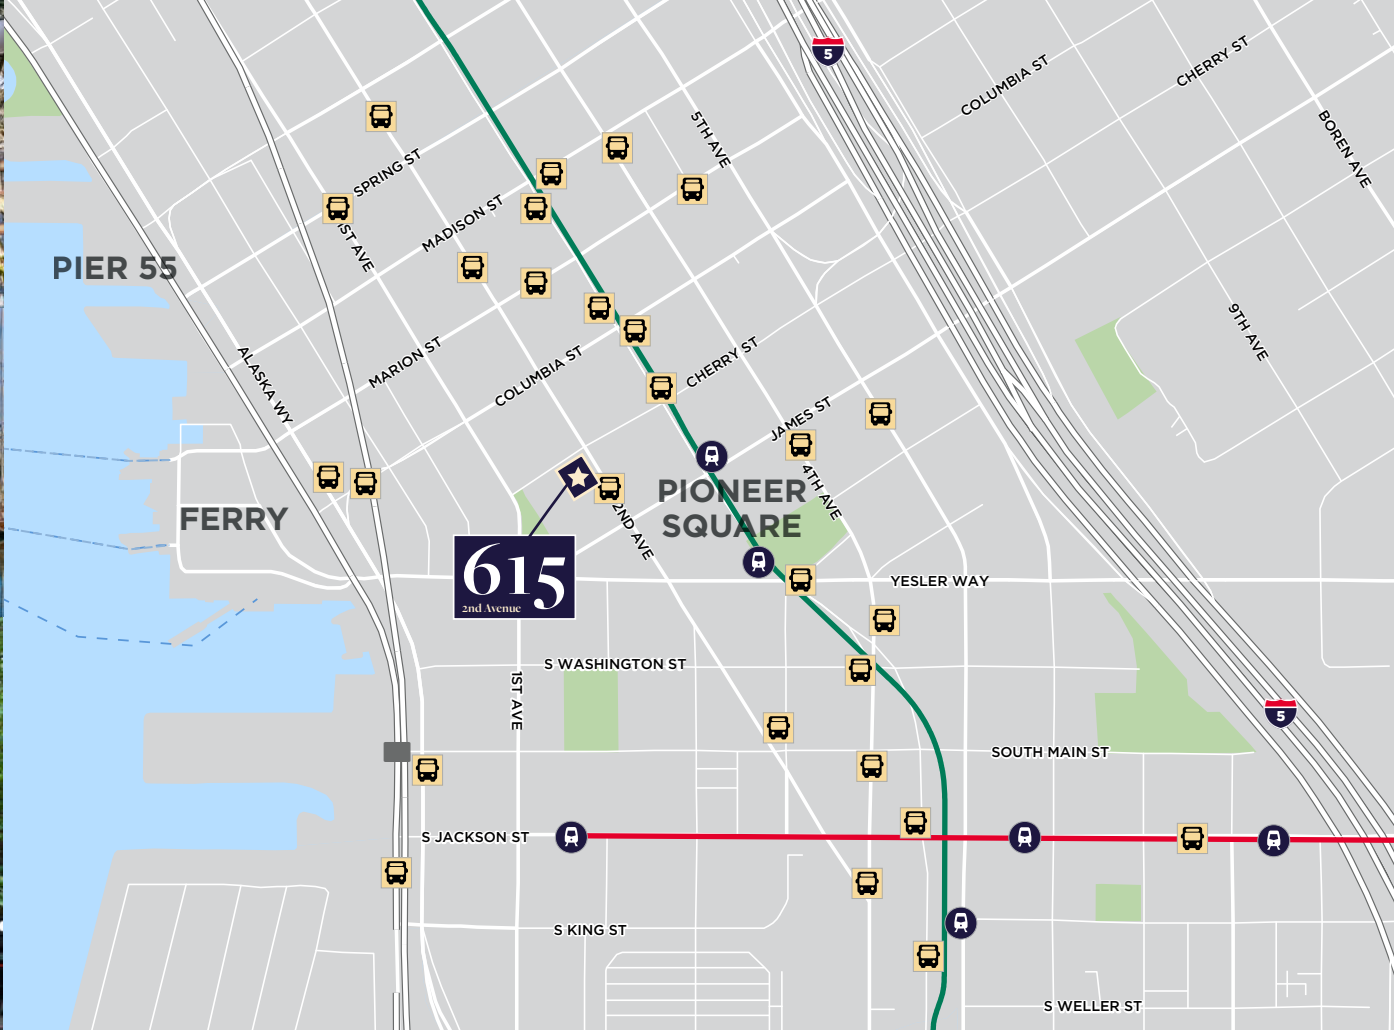 5
COLUMBIA ST
CHERRY ST
BOREN AVE
5TH AVE
SPRING ST
MADISON ST
1ST AVE
PIER 55
9TH AVE
ALASKA WY
MARION ST
COLUMBIA ST
CHERRY ST
JAMES ST
4TH AVE
PIONEER
SQUARE
2ND AVE
FERRY
615
2nd Avenue
YESLER WAY
S WASHINGTON ST
1ST AVE
5
SOUTH MAIN ST
S JACKSON ST
S KING ST
S WELLER ST